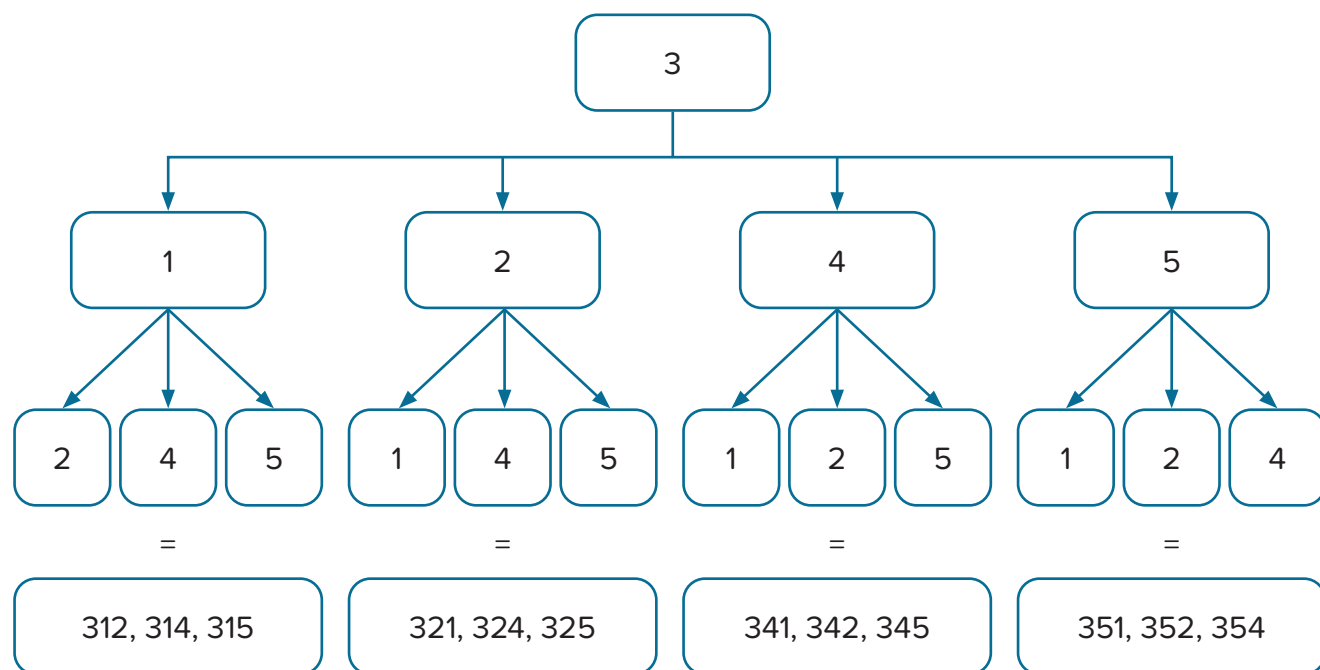 3
1 2 4 5
2 4 5 1 4 5 1 2 5 1 2 4
= = = =
312, 314, 315 321, 324, 325 341, 342, 345 351, 352, 354